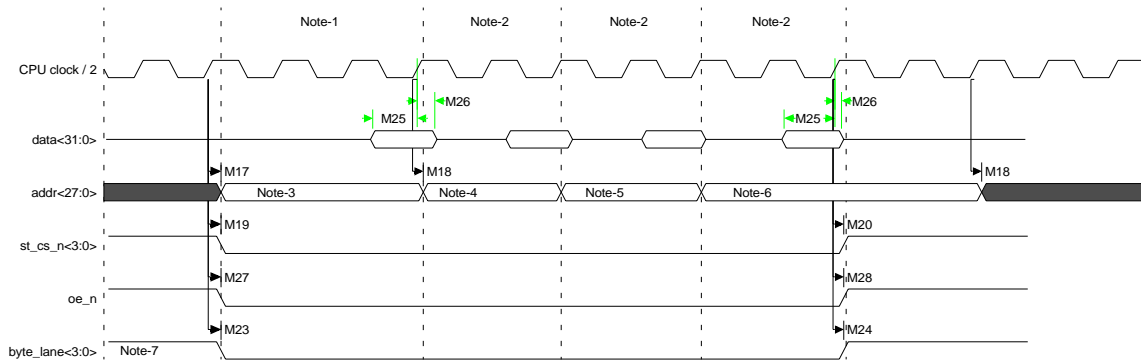 Note-1 Note-2 Note-2 Note-2
CPU clock / 2
M26 M26
M25 M25
data<31:0>
M17 M18 M18
addr<27:0> Note-3 Note-4 Note-5 Note-6
M19 M20
st_cs_n<3:0>
M27 M28
oe_n
M23 M24
byte_lane<3:0> Note-7